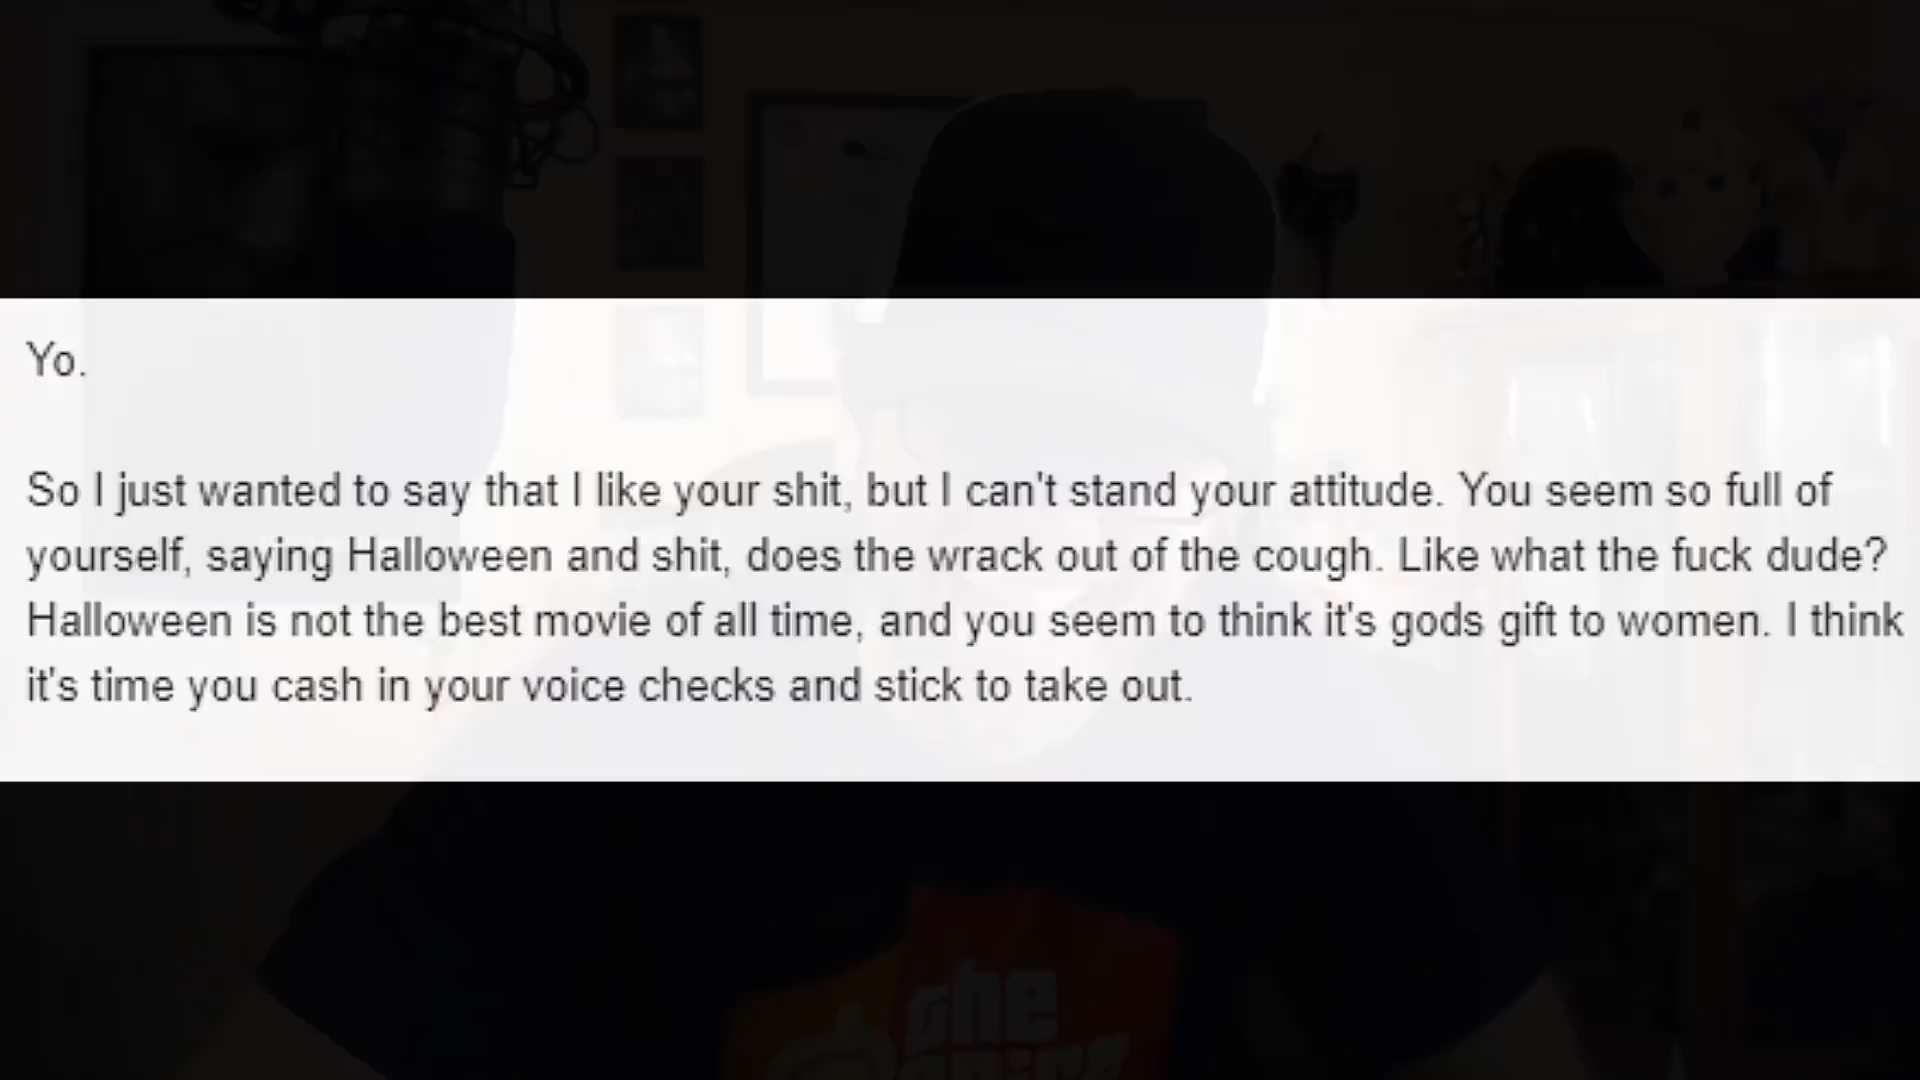 Yo.
So I just wanted to say that I like your shit, but I can't stand your attitude. You seem so full of
yourself, saying Halloween and shit, does the wrack out of the cough. Like what the fuck dude?
Halloween is not the best movie of all time, and you seem to think it's gods gift to women. I think
it's time you cash in your voice checks and stick to take out.
the